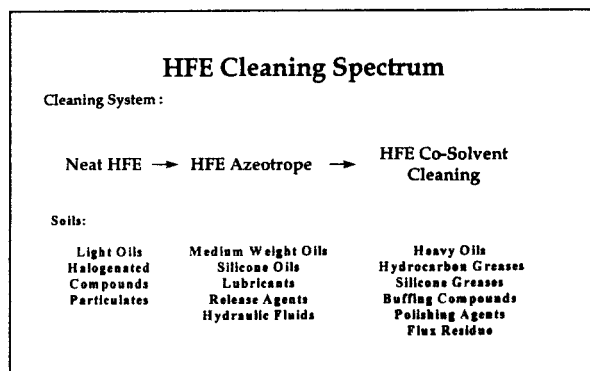 HFE Cleaning Spectrum
Cleaning System :
Neat HFE → HFE Azeotrope → HFE Co-Solvent
Cleaning
Soils:
Light Oils
Halogenated
Compounds
Particulates
Medium Weight Oils
Silicone Oils
Lubricants
Release Agents
Hydraulic Fluids
Heavy Oils
Hydrocarbon Greases
Silicone Greases
Buffing Compounds
Polishing Agents
Flux Residue